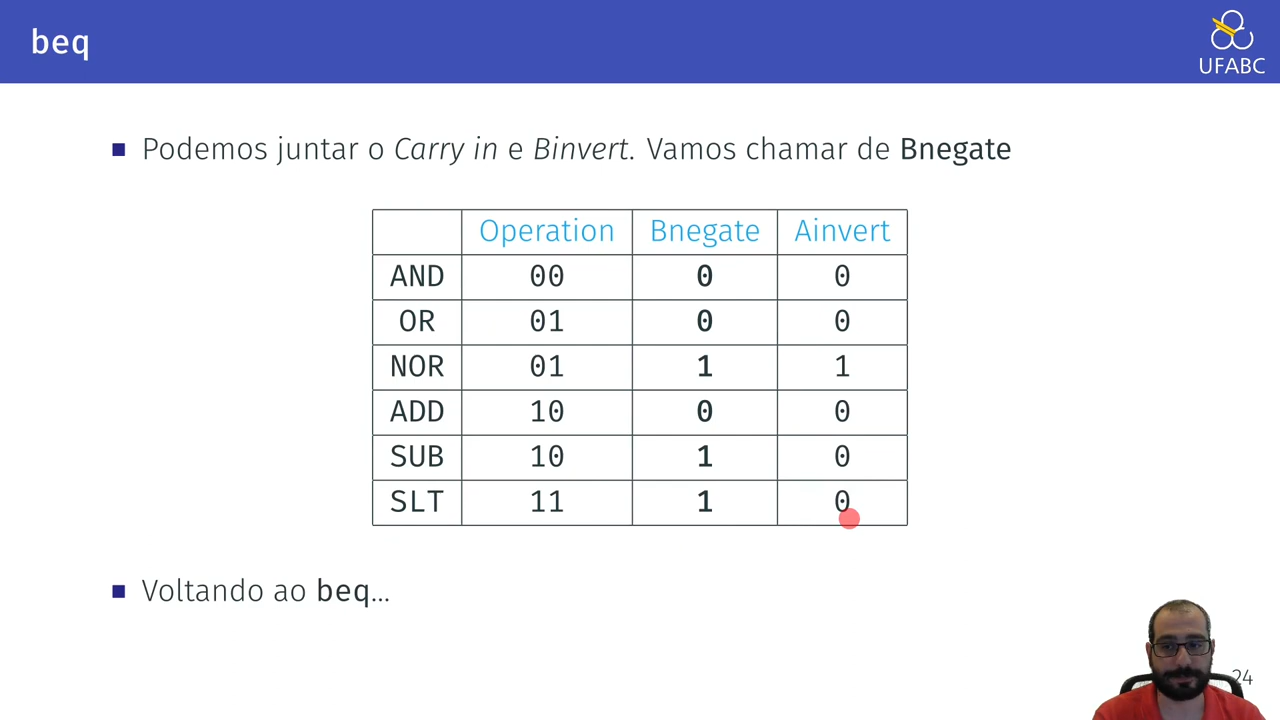 beq
UFABC
Podemos juntar o Carry in e Binvert. Vamos chamar de Bnegate
Operation Bnegate Ainvert
AND 00 0 0
OR 01 0 0
NOR 01 1 1
ADD 10 0 0
SUB 10 1 0
SLT 11 1 0
Voltando ao beq...
24